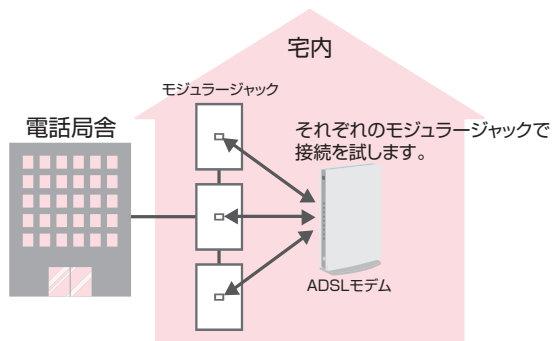 宅内
モジュラージャック
電話局舎
それぞれのモジュラージャックで
接続を試します。
ADSLモデム